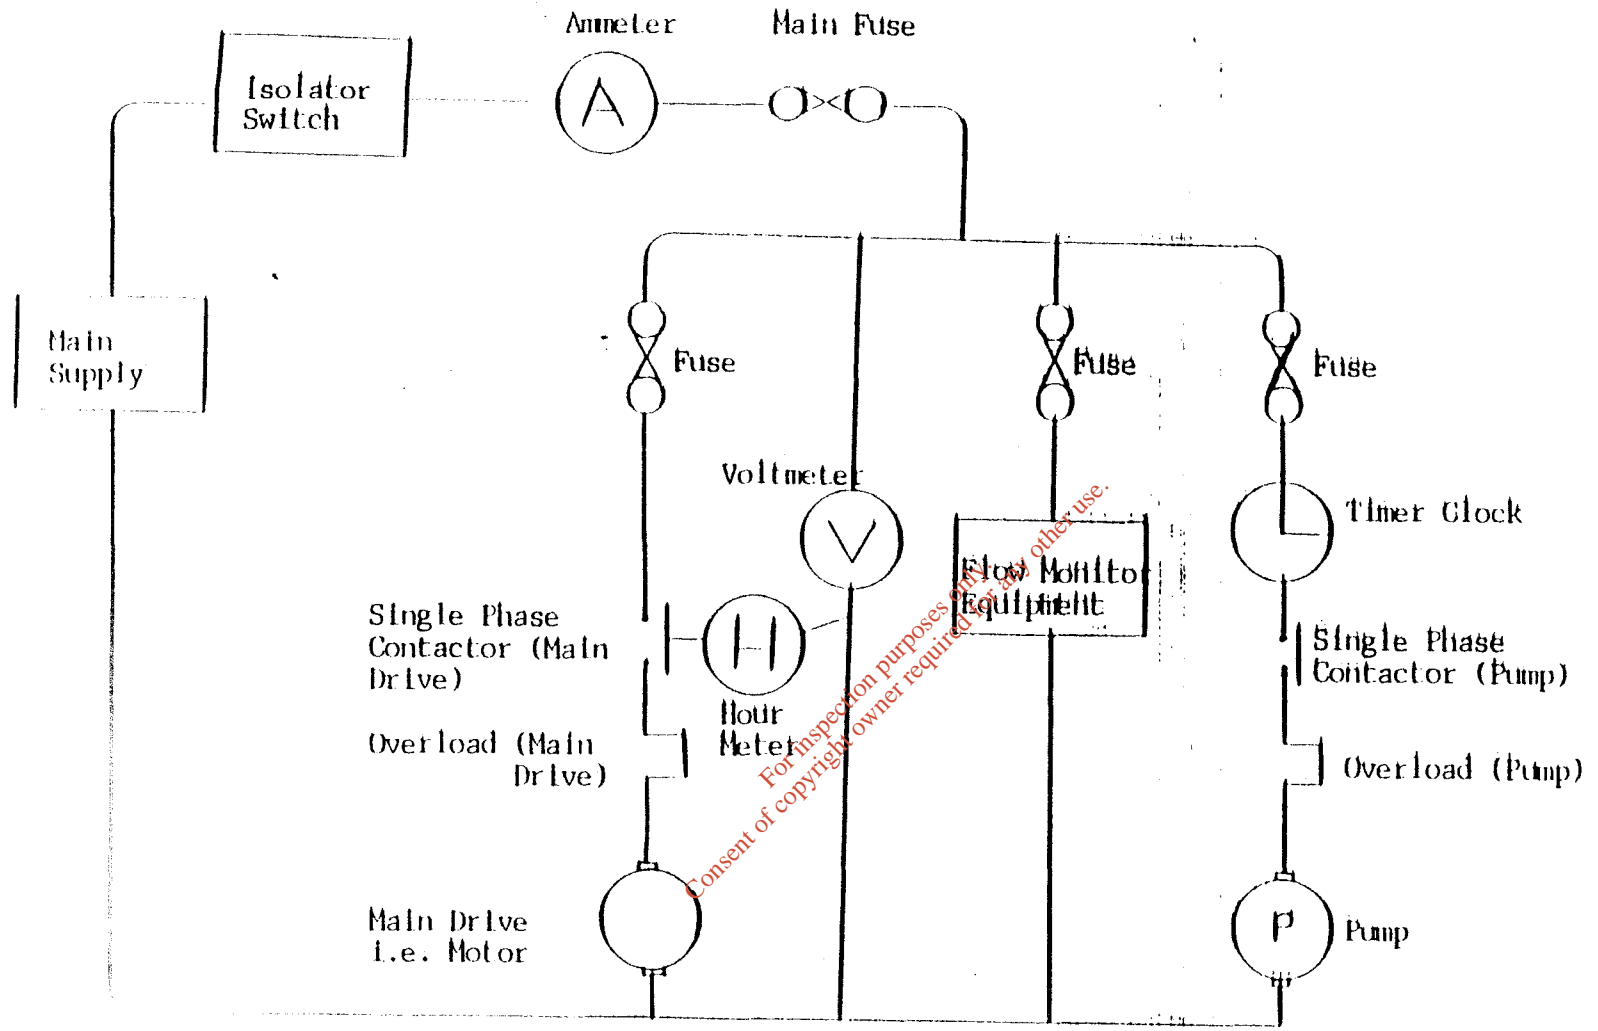 Ammeter
Main Fuse
A
Isolator
Switch
Main
Supply
Fuse
Fuse
Fuse
Voltmeter
V
Timer Clock
Flow Monitor
Equipment
Single Phase
Contactor (Main
Drive)
H
Hour
Meter
Single Phase
Contactor (Pump)
Overload (Main
Drive)
Overload (Pump)
Main Drive
i.e. Motor
P
Pump
For inspection purposes only.
Consent of copyright owner required for any other use.